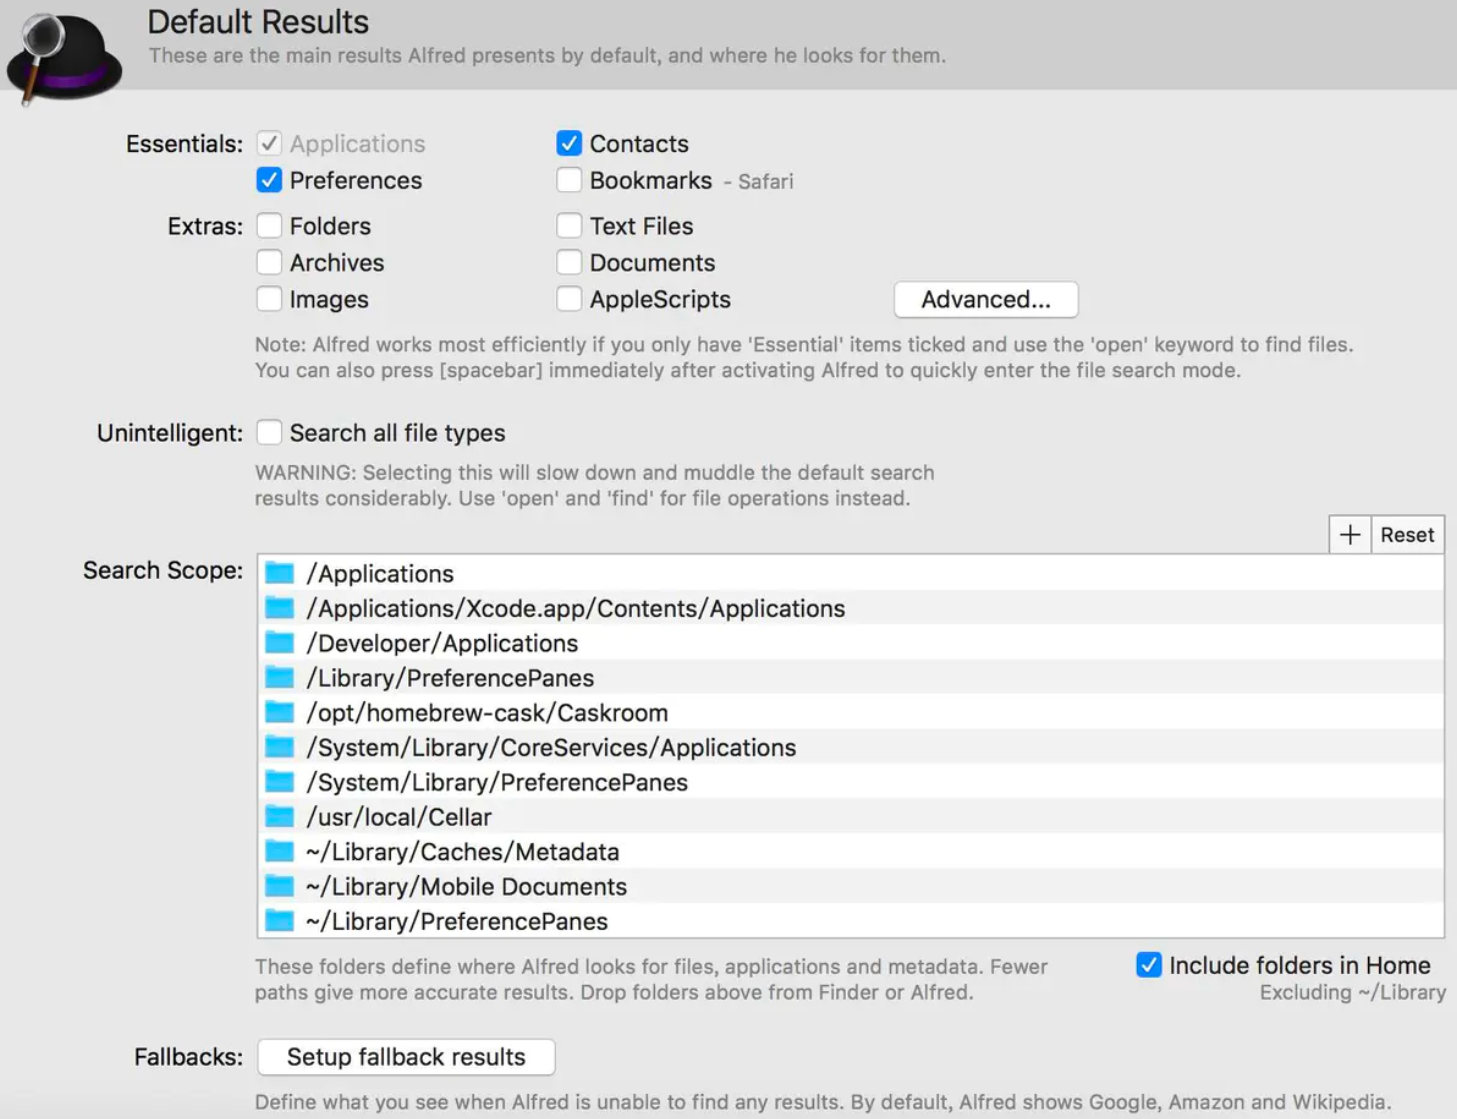 Default Results
These are the main results Alfred presents by default, and where he looks for them.
Essentials: Applications Contacts
Preferences Bookmarks - Safari
Extras: Folders Text Files
Archives Documents
Images AppleScripts Advanced...
Note: Alfred works most efficiently if you only have 'Essential' items ticked and use the 'open' keyword to find files.
You can also press [spacebar] immediately after activating Alfred to quickly enter the file search mode.
Unintelligent: Search all file types
WARNING: Selecting this will slow down and muddle the default search
results considerably. Use 'open' and 'find' for file operations instead.
+ Reset
Search Scope: /Applications
/Applications/Xcode.app/Contents/Applications
/Developer/Applications
/Library/PreferencePanes
/opt/homebrew-cask/Caskroom
/System/Library/CoreServices/Applications
/System/Library/PreferencePanes
/usr/local/Cellar
~/Library/Caches/Metadata
~/Library/Mobile Documents
~/Library/PreferencePanes
These folders define where Alfred looks for files, applications and metadata. Fewer
paths give more accurate results. Drop folders above from Finder or Alfred.
Include folders in Home
Excluding ~/Library
Fallbacks: Setup fallback results
Define what you see when Alfred is unable to find any results. By default, Alfred shows Google, Amazon and Wikipedia.